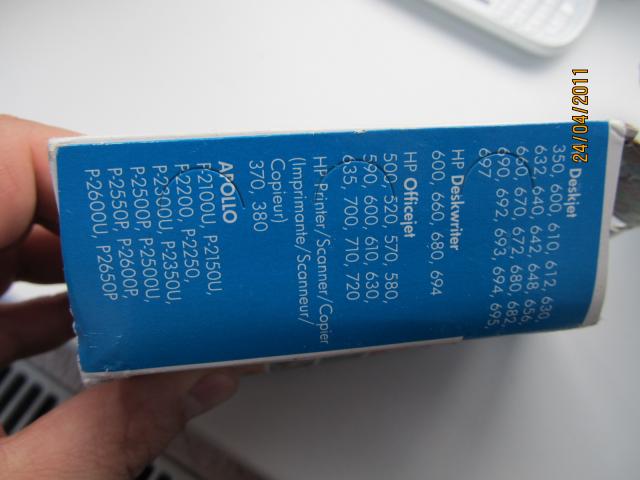 Deskjet
350, 600, 610, 612, 630,
632, 640, 642, 648, 656,
660, 670, 672, 680, 682,
690, 692, 693, 694, 695,
697
HP Deskwriter
600, 660, 680, 694
HP Officejet
500, 520, 570, 580,
590, 600, 610, 630,
635, 700, 710, 720
HP Printer/Scanner/Copier
(Imprimante/Scanneur/
Copieur)
370, 380
APOLLO
P2100U, P2150U,
P2200, P2250,
P2300U, P2350U,
P2500P, P2500U,
P2550P, P2600P,
P2600U, P2650P
24/04/2011